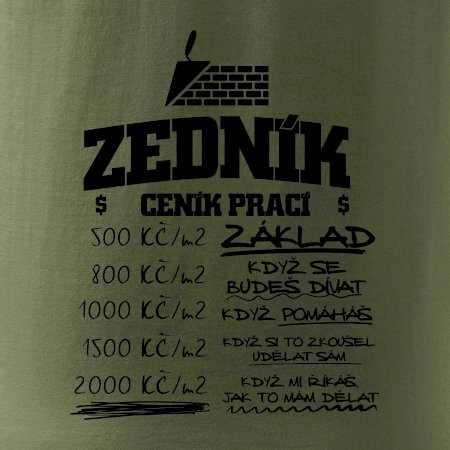 ZEDNÍK
$ CENÍK PRACÍ $
500 KČ/m2 ZÁKLAD
800 KČ/m2 KDYŽ SE
BUDEŠ DÍVAT
1000 KČ/m2 KDYŽ POMÁHÁŠ
1500 KČ/m2 KDYŽ SI TO ZKOUŠEL
UDĚLAT SÁM
2000 KČ/m2 KDYŽ MI ŘÍKÁŠ,
JAK TO MÁM DĚLAT